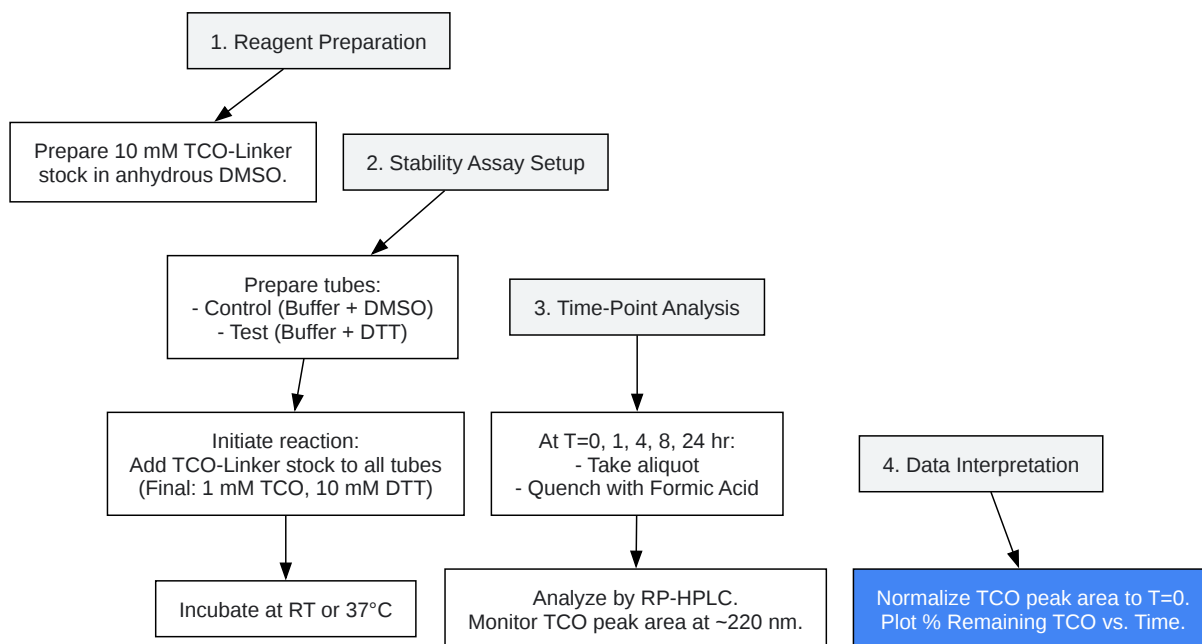 1. Reagent Preparation
Prepare 10 mM TCO-Linker
stock in anhydrous DMSO.
2. Stability Assay Setup
Prepare tubes:
- Control (Buffer + DMSO)
- Test (Buffer + DTT)
Initiate reaction:
Add TCO-Linker stock to all tubes
(Final: 1 mM TCO, 10 mM DTT)
Incubate at RT or 37°C
3. Time-Point Analysis
At T=0, 1, 4, 8, 24 hr:
- Take aliquot
- Quench with Formic Acid
Analyze by RP-HPLC.
Monitor TCO peak area at ~220 nm.
4. Data Interpretation
Normalize TCO peak area to T=0.
Plot % Remaining TCO vs. Time.